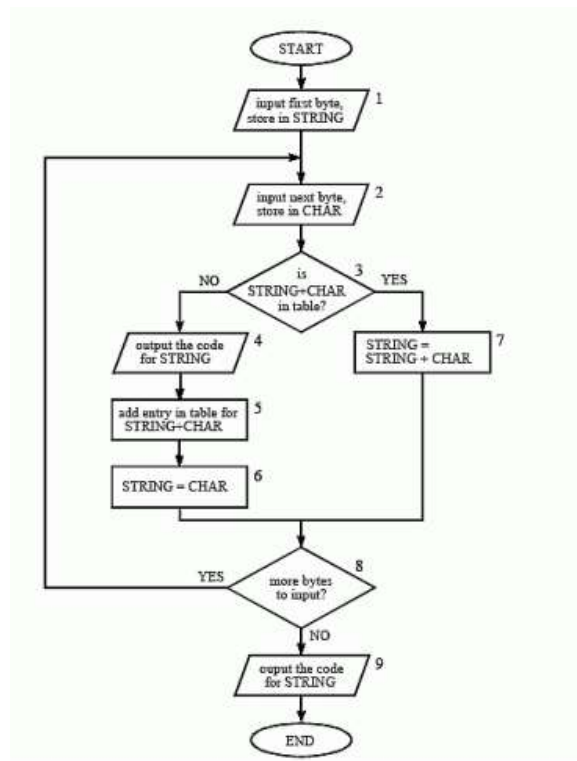 START
1
input first byte,
store in STRING
2
input next byte,
store in CHAR
3
is
STRING+CHAR
in table?
NO
YES
4
output the code
for STRING
7
STRING =
STRING + CHAR
5
add entry in table for
STRING+CHAR
6
STRING = CHAR
8
more bytes
to input?
YES
NO
9
ouput the code
for STRING
END